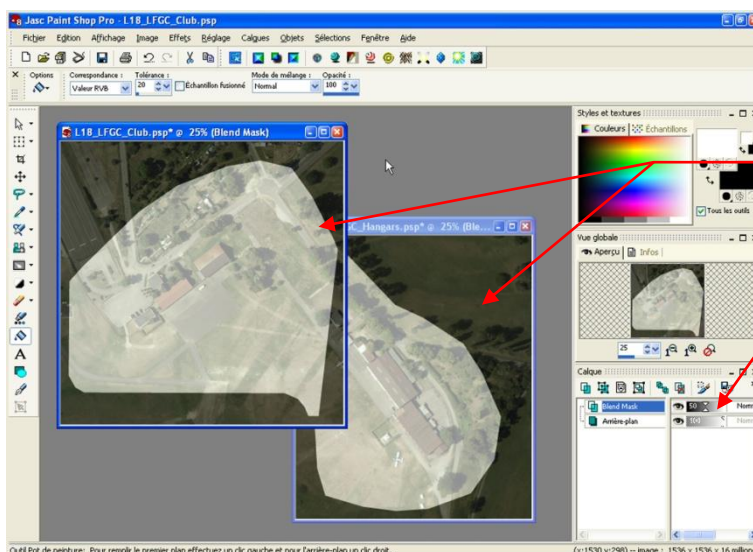 Jasc Paint Shop Pro - L18_LFGC_Club.psp
Fichier Edition Affichage Image Effets Réglage Calques Objets Sélections Fenêtre Aide
Options
Correspondance : Tolérance : Mode de mélange : Opacité :
Valeur RVB 20 Échantillon fusionné Normal 100
Styles et textures
Couleurs Échantillons
Tous les outils
L18_LFGC_Club.psp* @ 25% (Blend Mask)
GC_Hangars.psp* @ 25% (Ble...
Vue globale
Aperçu Infos
25
Calque
Blend Mask 50 Norm
Arrière-plan 100 Norm
Outil Pot de peinture: Pour remplir le premier plan effectuez un clic gauche et pour l'arrière-plan un clic droit.
(x:1530 y:298) -- image : 1536 x 1536 x 16 million